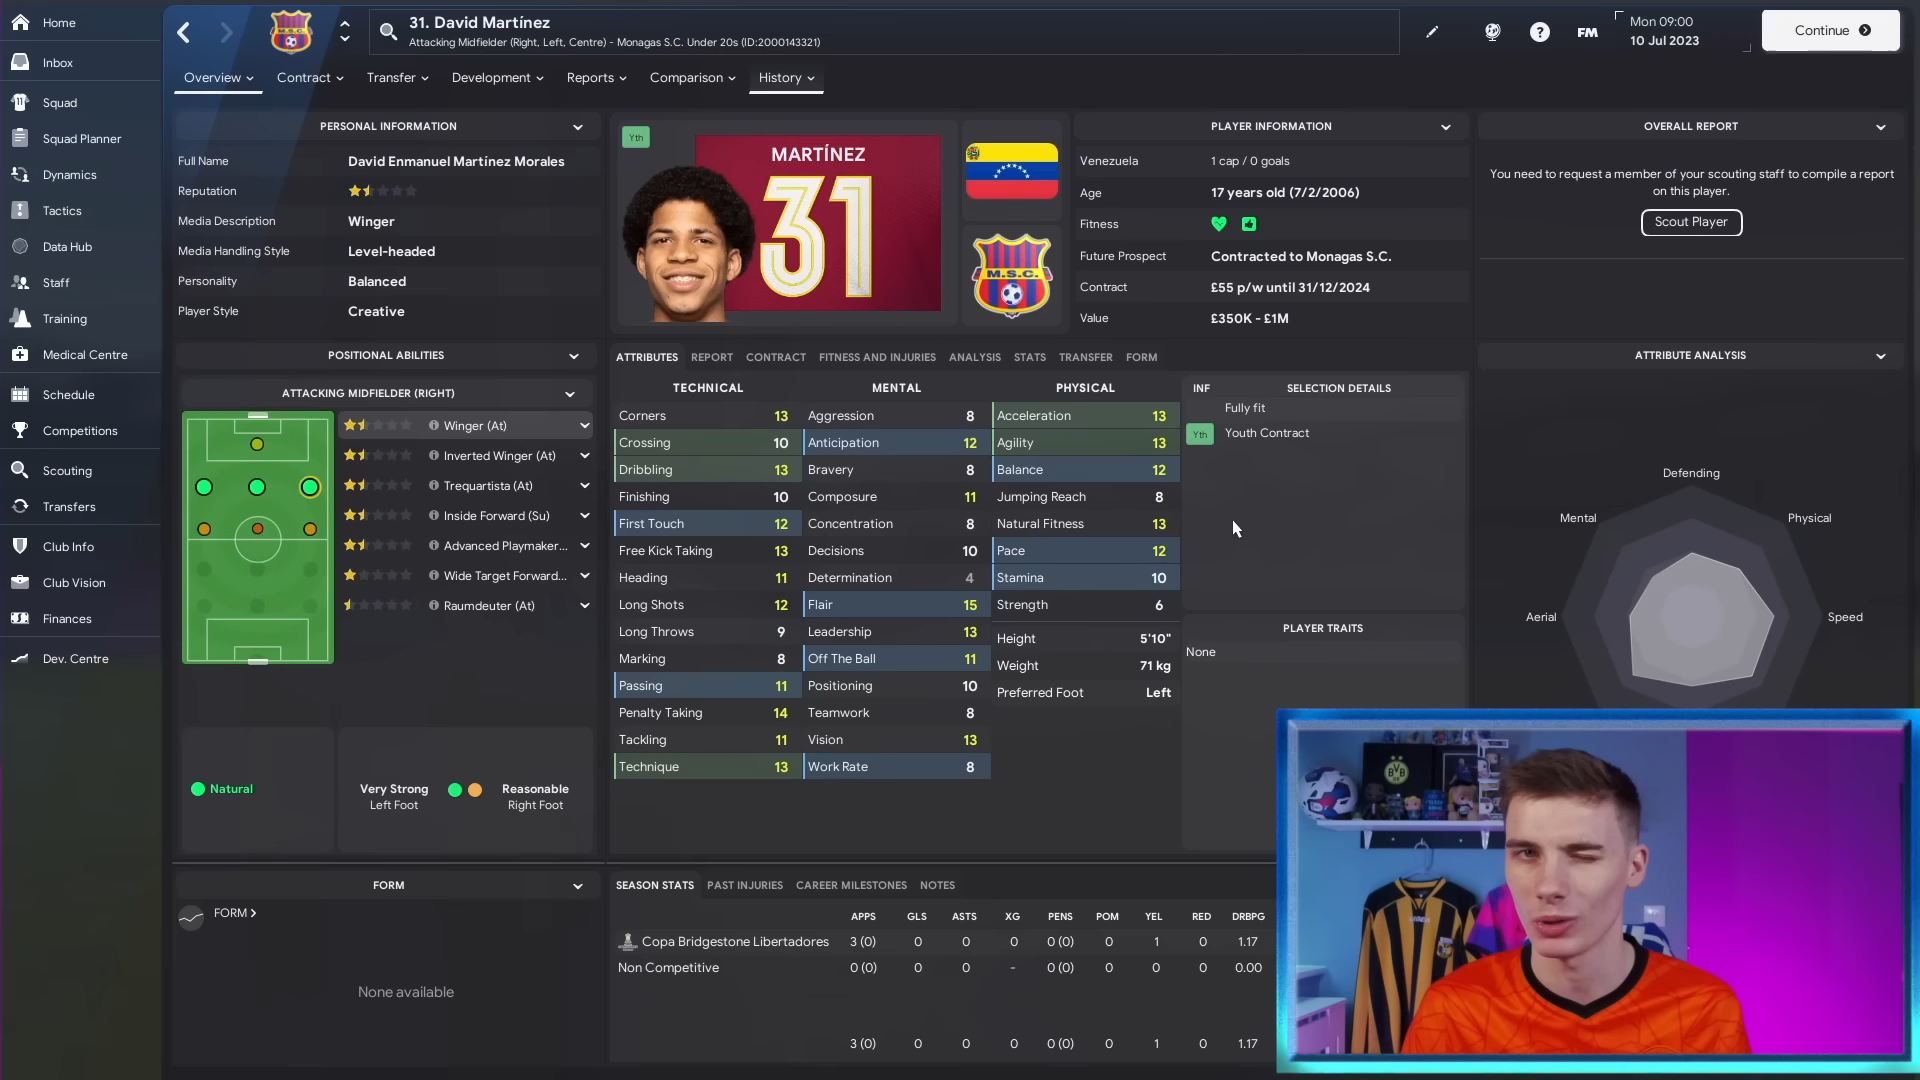 Home
Inbox
Squad
Squad Planner
Dynamics
Tactics
Data Hub
Staff
Training
Medical Centre
Schedule
Competitions
Scouting
Transfers
Club Info
Club Vision
Finances
Dev. Centre
31. David Martínez
Attacking Midfielder (Right, Left, Centre) - Monagas S.C. Under 20s (ID:2000143321)
FM
Mon 09:00
10 Jul 2023
Continue
Overview
Contract
Transfer
Development
Reports
Comparison
History
PERSONAL INFORMATION
Full Name David Enmanuel Martínez Morales
Reputation
Media Description Winger
Media Handling Style Level-headed
Personality Balanced
Player Style Creative
Yth
MARTÍNEZ
31
M.S.C.
PLAYER INFORMATION
Venezuela 1 cap / 0 goals
Age 17 years old (7/2/2006)
Fitness
Future Prospect Contracted to Monagas S.C.
Contract £55 p/w until 31/12/2024
Value £350K - £1M
OVERALL REPORT
You need to request a member of your scouting staff to compile a report
on this player.
Scout Player
POSITIONAL ABILITIES
ATTACKING MIDFIELDER (RIGHT)
Winger (At)
Inverted Winger (At)
Trequartista (At)
Inside Forward (Su)
Advanced Playmaker...
Wide Target Forward...
Raumdeuter (At)
Natural
Very Strong
Left Foot
Reasonable
Right Foot
ATTRIBUTES REPORT CONTRACT FITNESS AND INJURIES ANALYSIS STATS TRANSFER FORM
TECHNICAL
Corners 13
Crossing 10
Dribbling 13
Finishing 10
First Touch 12
Free Kick Taking 13
Heading 11
Long Shots 12
Long Throws 9
Marking 8
Passing 11
Penalty Taking 14
Tackling 11
Technique 13
MENTAL
Aggression 8
Anticipation 12
Bravery 8
Composure 11
Concentration 8
Decisions 10
Determination 4
Flair 15
Leadership 13
Off The Ball 11
Positioning 10
Teamwork 8
Vision 13
Work Rate 8
PHYSICAL
Acceleration 13
Agility 13
Balance 12
Jumping Reach 8
Natural Fitness 13
Pace 12
Stamina 10
Strength 6
Height 5'10"
Weight 71 kg
Preferred Foot Left
INF SELECTION DETAILS
Fully fit
Yth Youth Contract
PLAYER TRAITS
None
ATTRIBUTE ANALYSIS
Defending
Mental
Physical
Aerial
Speed
FORM
FORM
None available
SEASON STATS PAST INJURIES CAREER MILESTONES NOTES
APPS GLS ASTS XG PENS POM YEL RED DRBPG
Copa Bridgestone Libertadores 3 (0) 0 0 0 0 (0) 0 1 0 1.17
Non Competitive 0 (0) 0 0 - 0 (0) 0 0 0 0.00
3 (0) 0 0 0 0 (0) 0 1 0 1.17
BVB